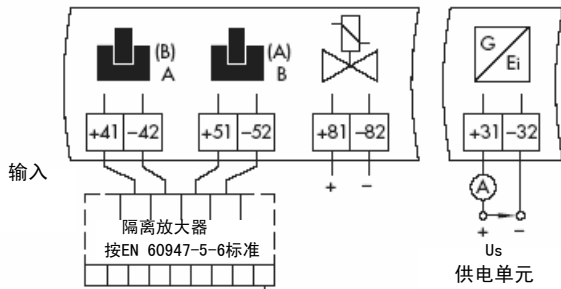 (B)
A
(A)
B
G
Ei
+41 −42
+51 −52
+81 −82
+31 −32
输入
+ −
A
+ −
隔离放大器
按EN 60947-5-6标准
Us
供电单元